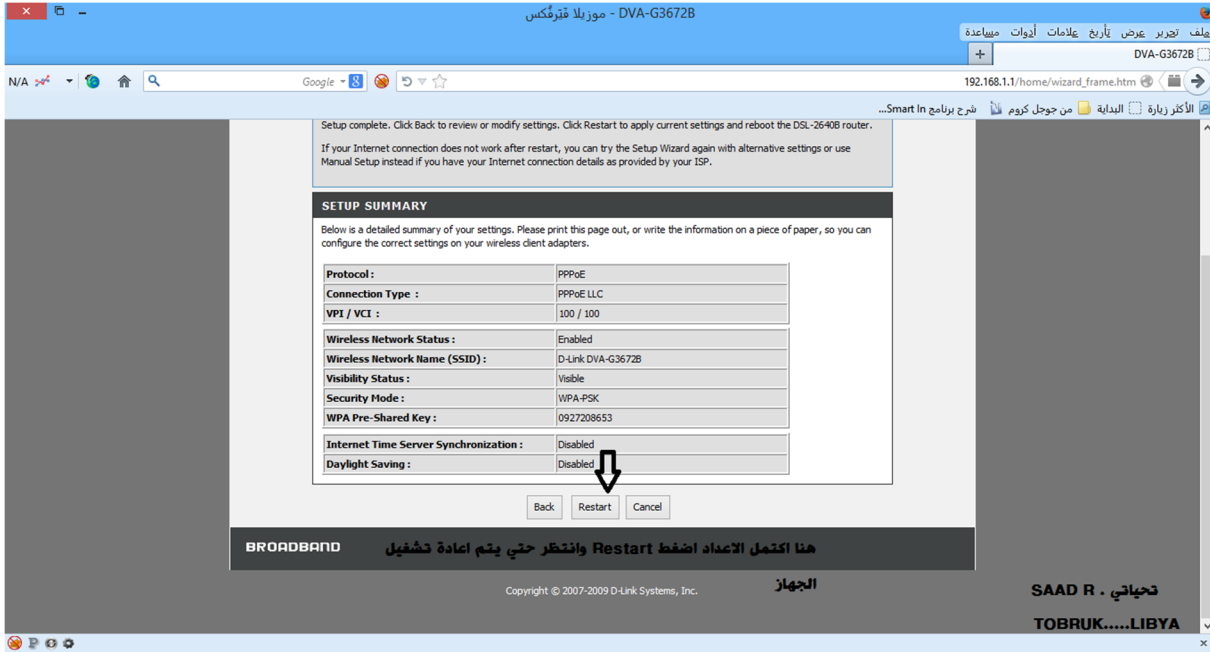 DVA-G3672B - موزيلا فَيَرفُكس
ملف تحرير عرض تأريخ علامات أدوات مساعدة
DVA-G3672B
192.168.1.1/home/wizard_frame.htm
Google
N/A
الأكثر زيارة البداية من جوجل كروم شرح برنامج Smart In...
Setup complete. Click Back to review or modify settings. Click Restart to apply current settings and reboot the DSL-2640B router.
If your Internet connection does not work after restart, you can try the Setup Wizard again with alternative settings or use
Manual Setup instead if you have your Internet connection details as provided by your ISP.
SETUP SUMMARY
Below is a detailed summary of your settings. Please print this page out, or write the information on a piece of paper, so you can
configure the correct settings on your wireless client adapters.
Protocol : PPPoE
Connection Type : PPPoE LLC
VPI / VCI : 100 / 100
Wireless Network Status : Enabled
Wireless Network Name (SSID) : D-Link DVA-G3672B
Visibility Status : Visible
Security Mode : WPA-PSK
WPA Pre-Shared Key : 0927208653
Internet Time Server Synchronization : Disabled
Daylight Saving : Disabled
Back Restart Cancel
BROADBAND
هنا اكتمل الاعداد اضغط Restart وانتظر حتي يتم اعادة تشغيل
الجهاز
Copyright © 2007-2009 D-Link Systems, Inc.
تحياتي . SAAD R
TOBRUK.....LIBYA